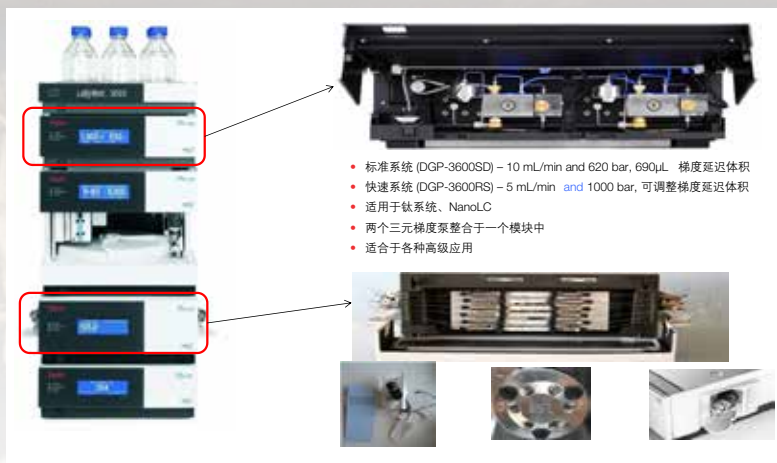 • 标准系统 (DGP-3600SD) – 10 mL/min and 620 bar, 690µL 梯度延迟体积
• 快速系统 (DGP-3600RS) – 5 mL/min and 1000 bar, 可调整梯度延迟体积
• 适用于钛系统、NanoLC
• 两个三元梯度泵整合于一个模块中
• 适合于各种高级应用